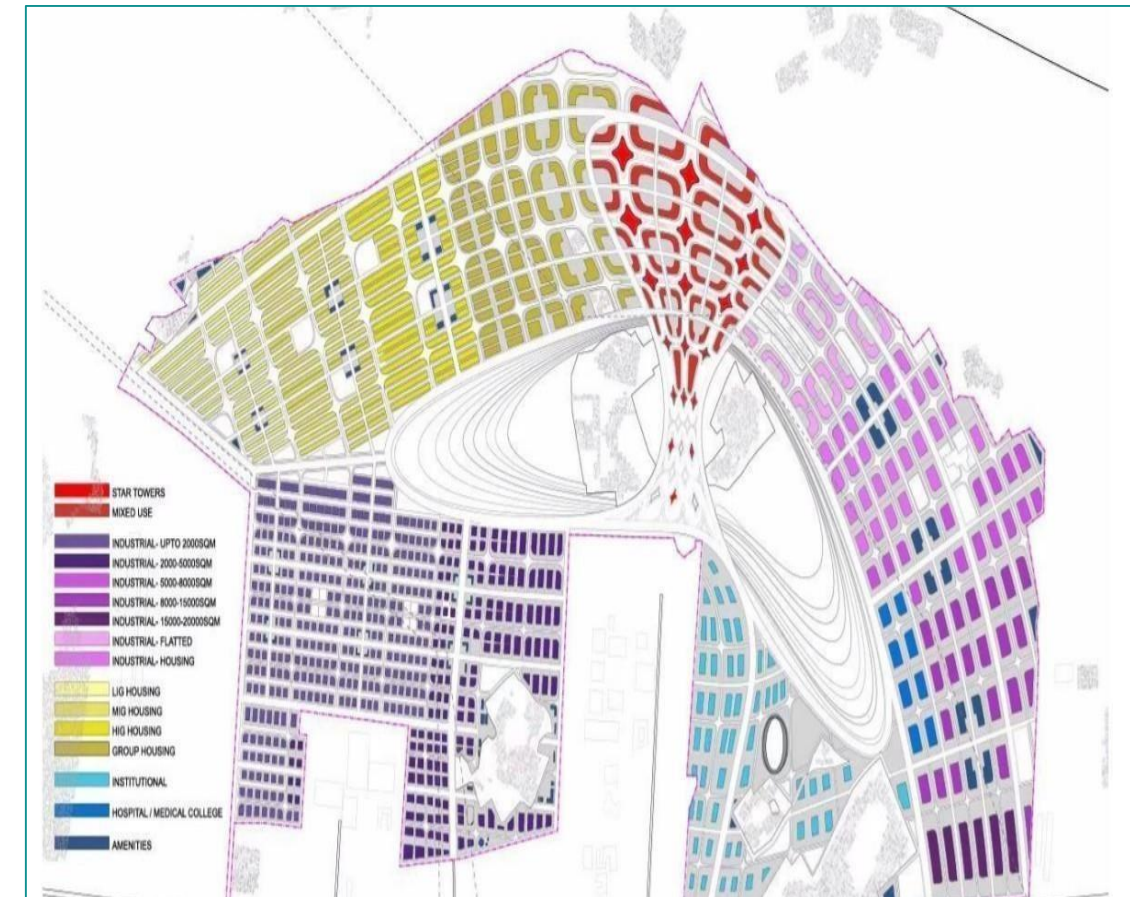 STAR TOWERS
MIXED USE
INDUSTRIAL- UPTO 2000SQM
INDUSTRIAL- 2000-5000SQM
INDUSTRIAL- 5000-8000SQM
INDUSTRIAL- 8000-15000SQM
INDUSTRIAL- 15000-20000SQM
INDUSTRIAL- FLATTED
INDUSTRIAL- HOUSING
LIG HOUSING
MIG HOUSING
HIG HOUSING
GROUP HOUSING
INSTITUTIONAL
HOSPITAL / MEDICAL COLLEGE
AMENITIES